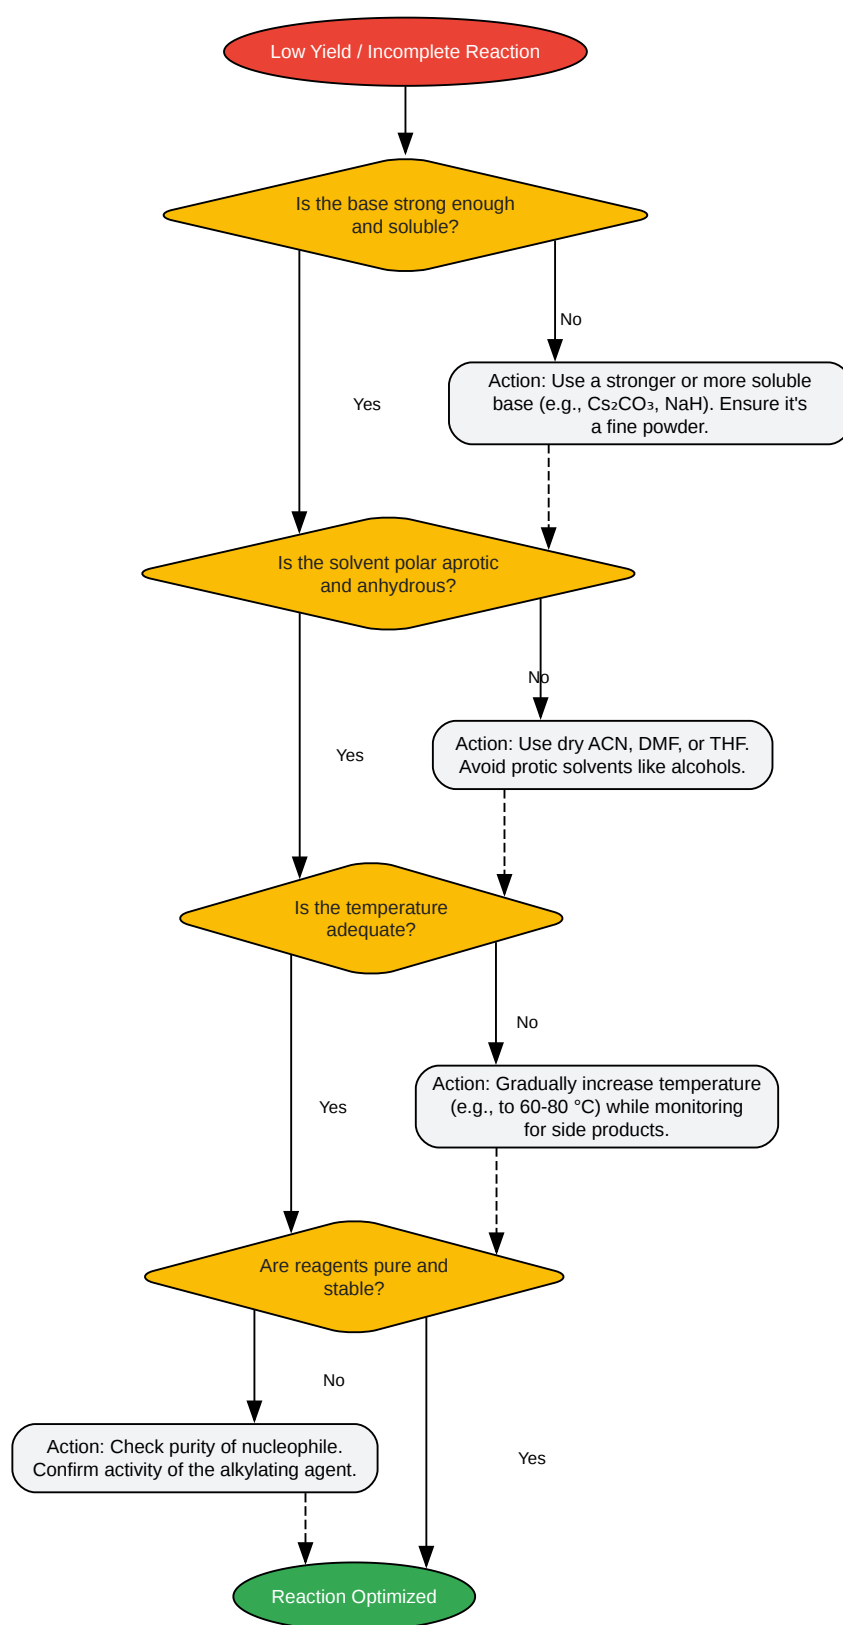 Low Yield / Incomplete Reaction
Is the base strong enough
and soluble?
No
Yes
Action: Use a stronger or more soluble
base (e.g., Cs₂CO₃, NaH). Ensure it's
a fine powder.
Is the solvent polar aprotic
and anhydrous?
No
Yes
Action: Use dry ACN, DMF, or THF.
Avoid protic solvents like alcohols.
Is the temperature
adequate?
No
Yes
Action: Gradually increase temperature
(e.g., to 60-80 °C) while monitoring
for side products.
Are reagents pure and
stable?
No
Yes
Action: Check purity of nucleophile.
Confirm activity of the alkylating agent.
Reaction Optimized